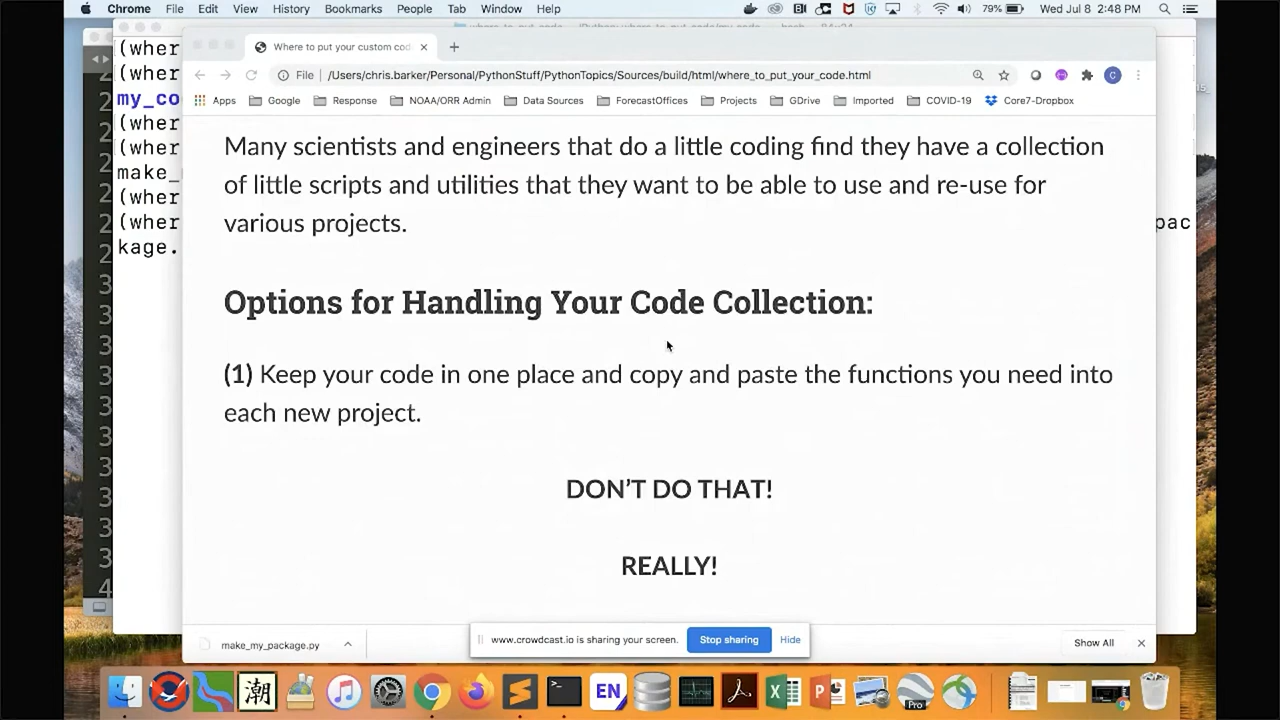 Chrome File Edit View History Bookmarks People Tab Window Help 79% Wed Jul 8 2:48 PM
Where to put your custom cod
File /Users/chris.barker/Personal/PythonStuff/PythonTopics/Sources/build/html/where_to_put_your_code.html
C
Apps Google Response NOAA/ORR Admin Data Sources ForecastOffices Projects GDrive Imported COVID-19 Core7-Dropbox
(wher
(wher
my_co
(wher
(wher
make_
(wher
(wher
pac
kage.
Many scientists and engineers that do a little coding find they have a collection
of little scripts and utilities that they want to be able to use and re-use for
various projects.
Options for Handling Your Code Collection:
(1) Keep your code in one place and copy and paste the functions you need into
each new project.
DON'T DO THAT!
REALLY!
www.crowdcast.io is sharing your screen. Stop sharing Hide
make_my_package.py
Show All
潮
EN
Pro